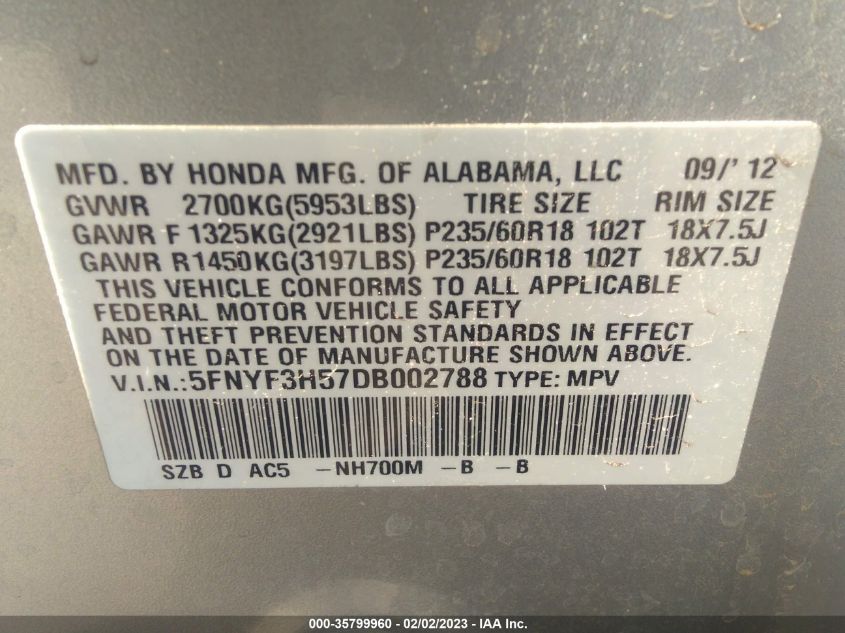 MFD. BY HONDA MFG. OF ALABAMA, LLC 09/' 12
GVWR 2700KG(5953LBS) TIRE SIZE RIM SIZE
GAWR F 1325KG(2921LBS) P235/60R18 102T 18X7.5J
GAWR R1450KG(3197LBS) P235/60R18 102T 18X7.5J
THIS VEHICLE CONFORMS TO ALL APPLICABLE
FEDERAL MOTOR VEHICLE SAFETY
AND THEFT PREVENTION STANDARDS IN EFFECT
ON THE DATE OF MANUFACTURE SHOWN ABOVE.
V.I.N.:5FNYF3H57DB002788 TYPE: MPV
SZB D AC5 -NH700M -B -B
000-35799960 - 02/02/2023 - IAA Inc.